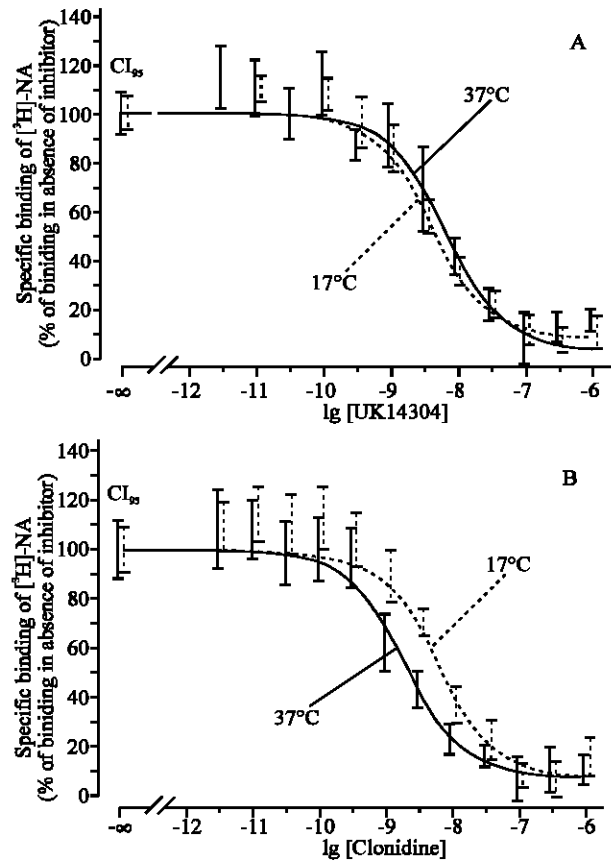 A
CI95
Specific binding of [³H]-NA
(% of biniding in absence of inhibitor)
140
120
100
80
60
40
20
0
37°C
17°C
-∞ -12 -11 -10 -9 -8 -7 -6
lg [UK14304]
B
CI95
Specific binding of [³H]-NA
(% of biniding in absence of inhibitor)
140
120
100
80
60
40
20
0
17°C
37°C
-∞ -12 -11 -10 -9 -8 -7 -6
lg [Clonidine]